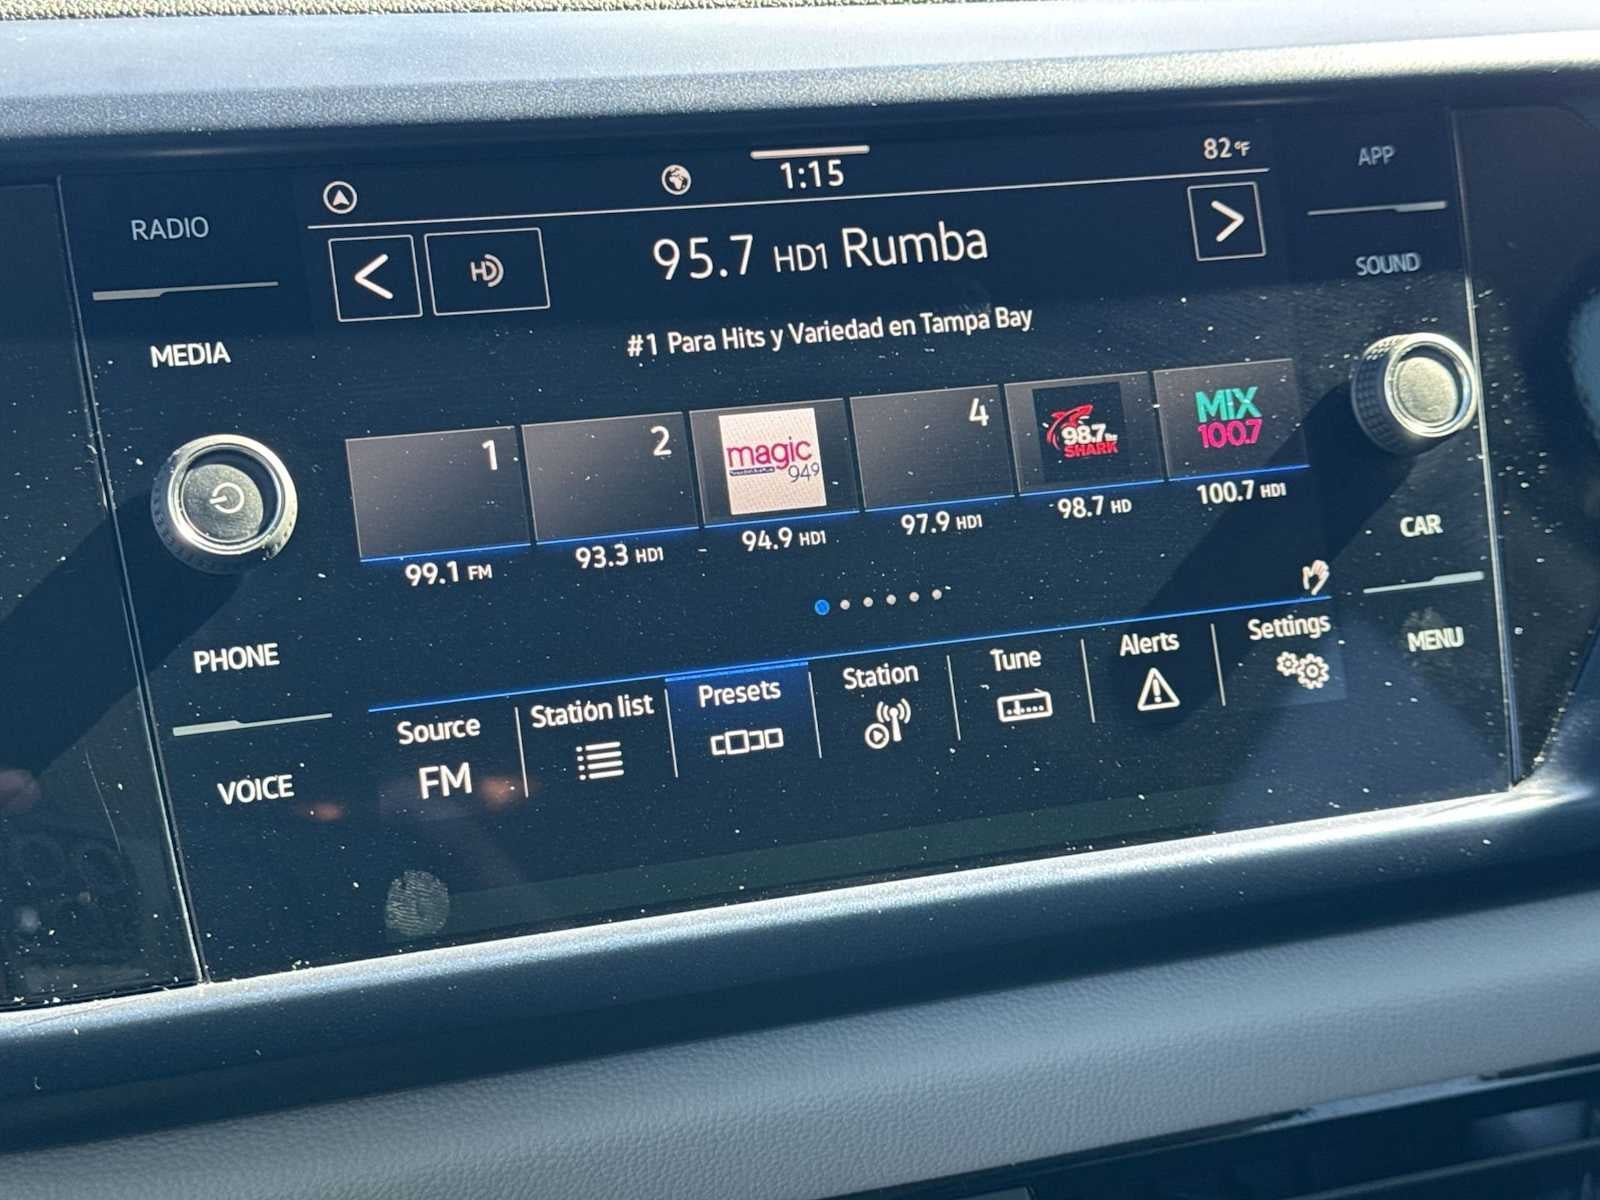 82°F
1:15
RADIO
APP
HD
95.7 HD1 Rumba
SOUND
#1 Para Hits y Variedad en Tampa Bay
MEDIA
1
2
magic
949
4
98.7 the
SHARK
MIX
100.7
99.1 FM
93.3 HD1
94.9 HD1
97.9 HD1
98.7 HD
100.7 HD1
CAR
PHONE
MENU
Source
Station list
Presets
Station
Tune
Alerts
Settings
FM
VOICE